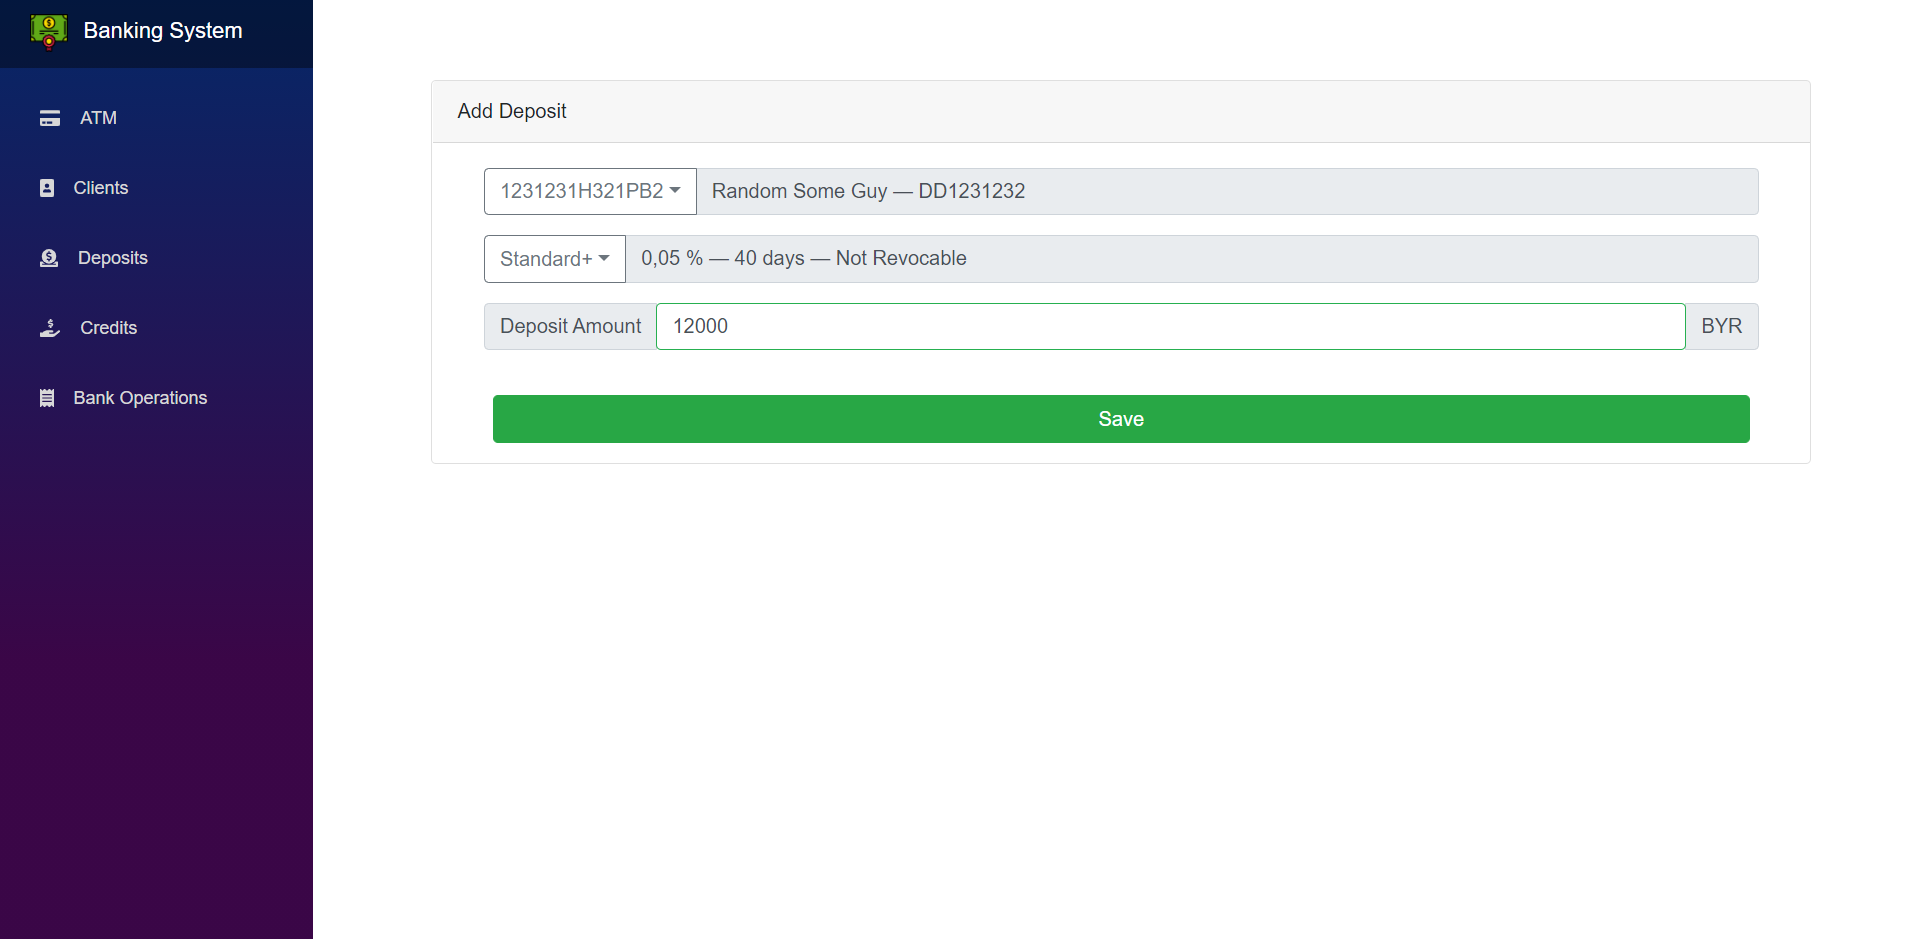 Banking System
ATM
Clients
Deposits
Credits
Bank Operations
Add Deposit
1231231H321PB2 Random Some Guy — DD1231232
Standard+ 0,05 % — 40 days — Not Revocable
Deposit Amount 12000 BYR
Save